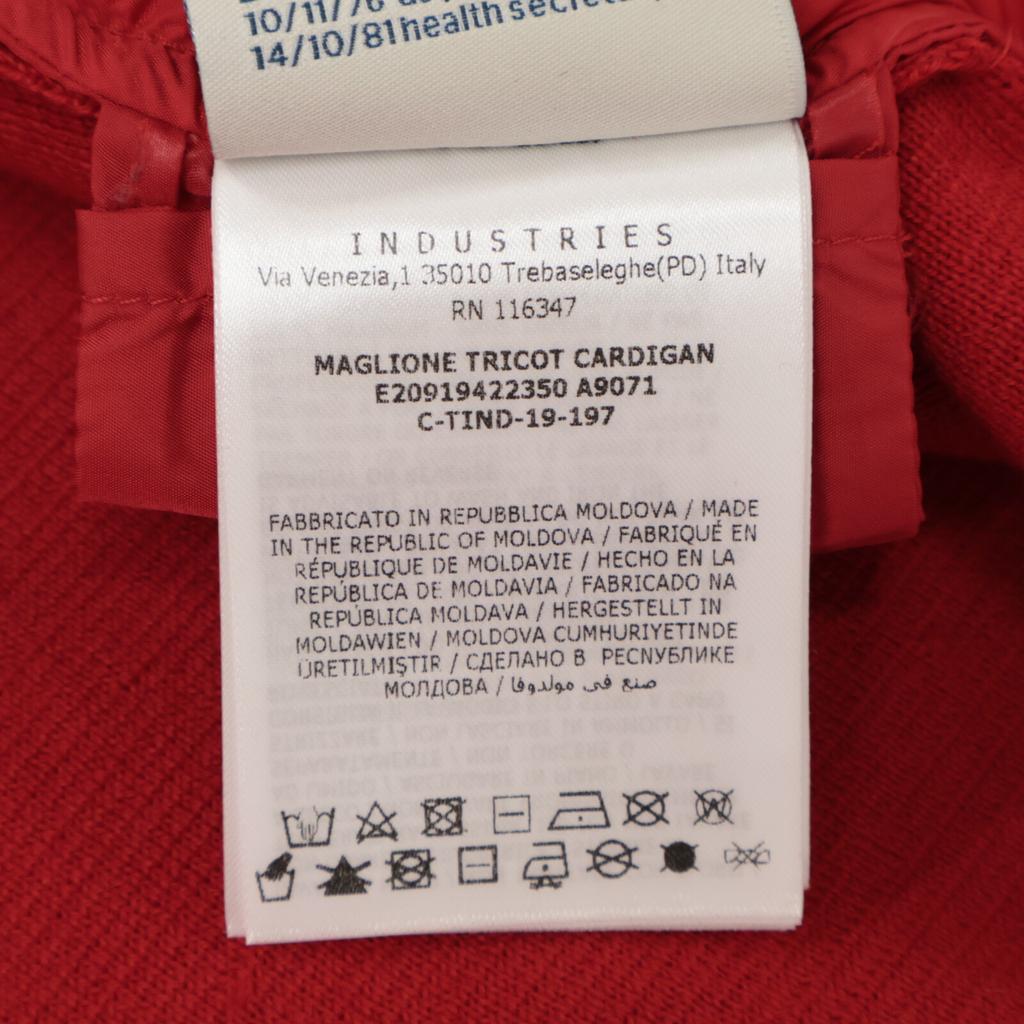 10/11/76
14/10/81 health
INDUSTRIES
Via Venezia,1 35010 Trebaseleghe(PD) Italy
RN 116347
MAGLIONE TRICOT CARDIGAN
E20919422350 A9071
C-TIND-19-197
FABBRICATO IN REPUBBLICA MOLDOVA / MADE
IN THE REPUBLIC OF MOLDOVA / FABRIQUÉ EN
RÉPUBLIQUE DE MOLDAVIE / HECHO EN LA
REPÚBLICA DE MOLDAVIA / FABRICADO NA
REPÚBLICA MOLDAVA / HERGESTELLT IN
MOLDAWIEN / MOLDOVA CUMHURIYETINDE
ÜRETILMIŞTIR / СДЕЛАНО В РЕСПУБЛИКЕ
МОЛДОВА / صنع في مولدوفا